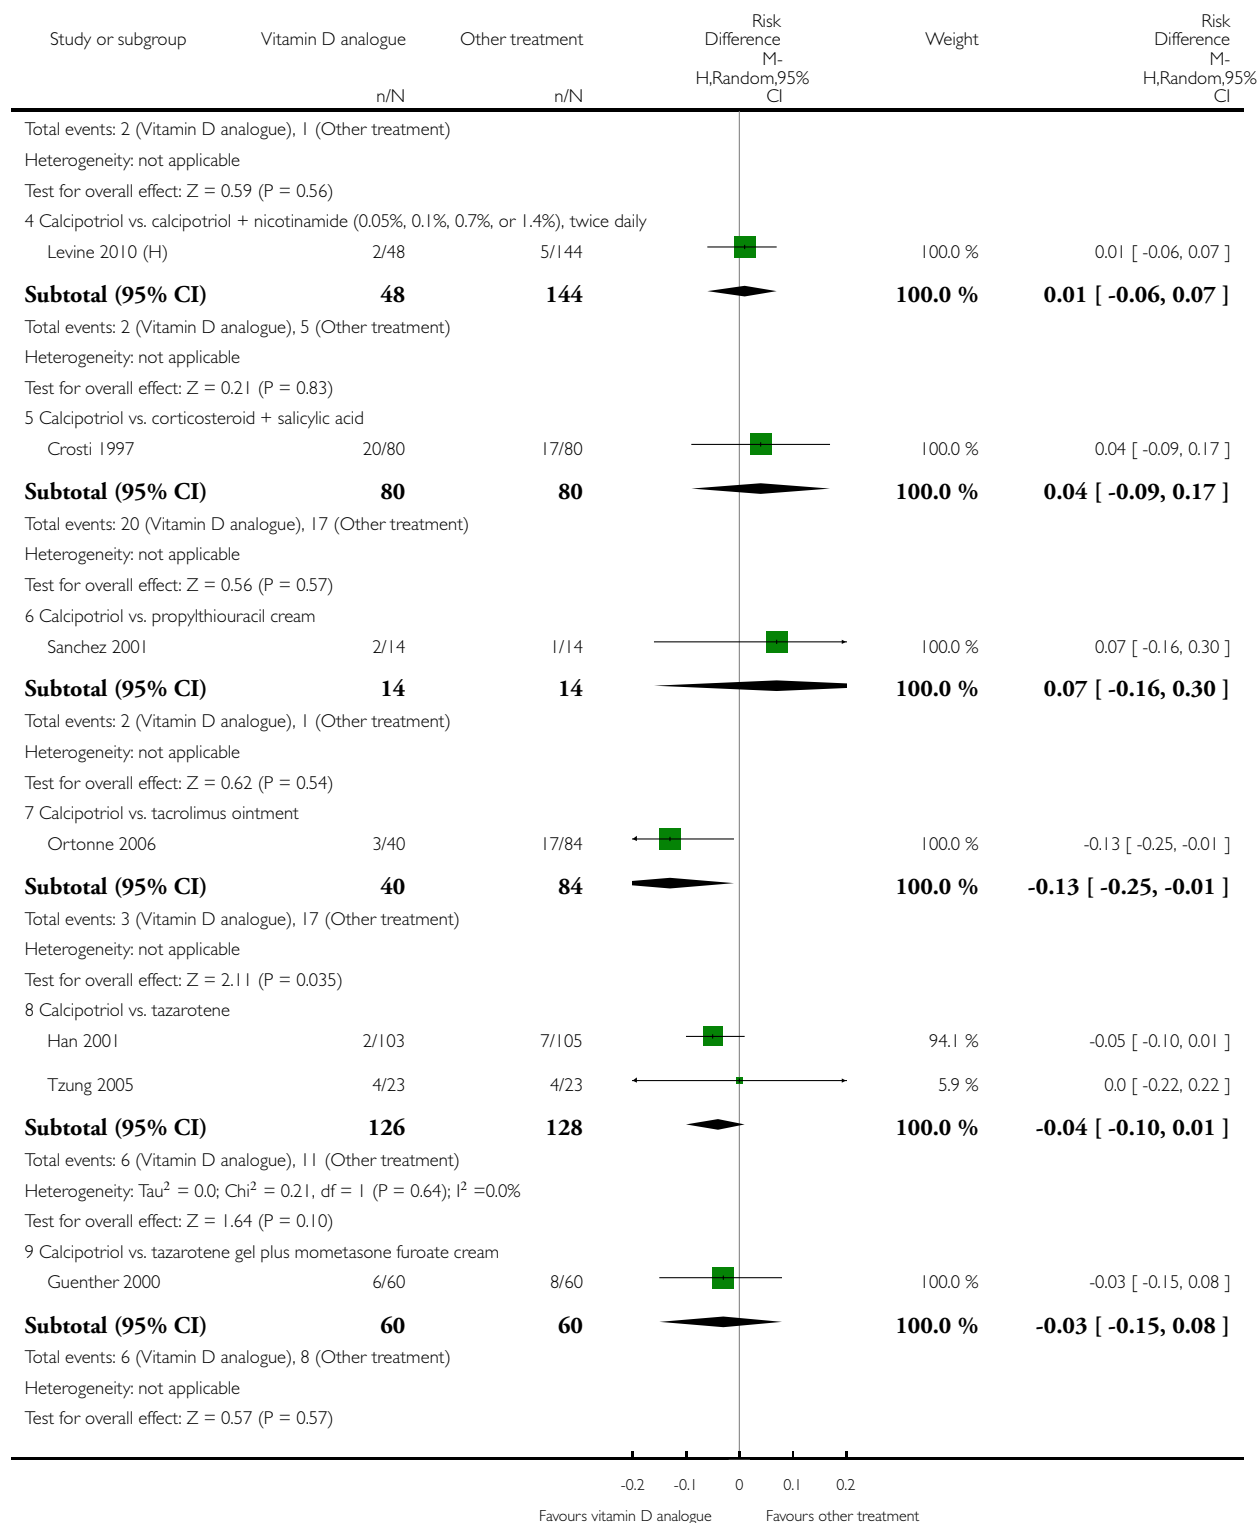 Study or subgroup Vitamin D analogue Other treatment Risk Difference Weight Risk Difference
n/N n/N M-H,Random,95% CI M-H,Random,95% CI
Total events: 2 (Vitamin D analogue), 1 (Other treatment)
Heterogeneity: not applicable
Test for overall effect: Z = 0.59 (P = 0.56)
4 Calcipotriol vs. calcipotriol + nicotinamide (0.05%, 0.1%, 0.7%, or 1.4%), twice daily
Levine 2010 (H) 2/48 5/144 100.0 % 0.01 [ -0.06, 0.07 ]
Subtotal (95% CI) 48 144 100.0 % 0.01 [ -0.06, 0.07 ]
Total events: 2 (Vitamin D analogue), 5 (Other treatment)
Heterogeneity: not applicable
Test for overall effect: Z = 0.21 (P = 0.83)
5 Calcipotriol vs. corticosteroid + salicylic acid
Crosti 1997 20/80 17/80 100.0 % 0.04 [ -0.09, 0.17 ]
Subtotal (95% CI) 80 80 100.0 % 0.04 [ -0.09, 0.17 ]
Total events: 20 (Vitamin D analogue), 17 (Other treatment)
Heterogeneity: not applicable
Test for overall effect: Z = 0.56 (P = 0.57)
6 Calcipotriol vs. propylthiouracil cream
Sanchez 2001 2/14 1/14 100.0 % 0.07 [ -0.16, 0.30 ]
Subtotal (95% CI) 14 14 100.0 % 0.07 [ -0.16, 0.30 ]
Total events: 2 (Vitamin D analogue), 1 (Other treatment)
Heterogeneity: not applicable
Test for overall effect: Z = 0.62 (P = 0.54)
7 Calcipotriol vs. tacrolimus ointment
Ortonne 2006 3/40 17/84 100.0 % -0.13 [ -0.25, -0.01 ]
Subtotal (95% CI) 40 84 100.0 % -0.13 [ -0.25, -0.01 ]
Total events: 3 (Vitamin D analogue), 17 (Other treatment)
Heterogeneity: not applicable
Test for overall effect: Z = 2.11 (P = 0.035)
8 Calcipotriol vs. tazarotene
Han 2001 2/103 7/105 94.1 % -0.05 [ -0.10, 0.01 ]
Tzung 2005 4/23 4/23 5.9 % 0.0 [ -0.22, 0.22 ]
Subtotal (95% CI) 126 128 100.0 % -0.04 [ -0.10, 0.01 ]
Total events: 6 (Vitamin D analogue), 11 (Other treatment)
Heterogeneity: Tau² = 0.0; Chi² = 0.21, df = 1 (P = 0.64); I² =0.0%
Test for overall effect: Z = 1.64 (P = 0.10)
9 Calcipotriol vs. tazarotene gel plus mometasone furoate cream
Guenther 2000 6/60 8/60 100.0 % -0.03 [ -0.15, 0.08 ]
Subtotal (95% CI) 60 60 100.0 % -0.03 [ -0.15, 0.08 ]
Total events: 6 (Vitamin D analogue), 8 (Other treatment)
Heterogeneity: not applicable
Test for overall effect: Z = 0.57 (P = 0.57)
-0.2 -0.1 0 0.1 0.2
Favours vitamin D analogue Favours other treatment